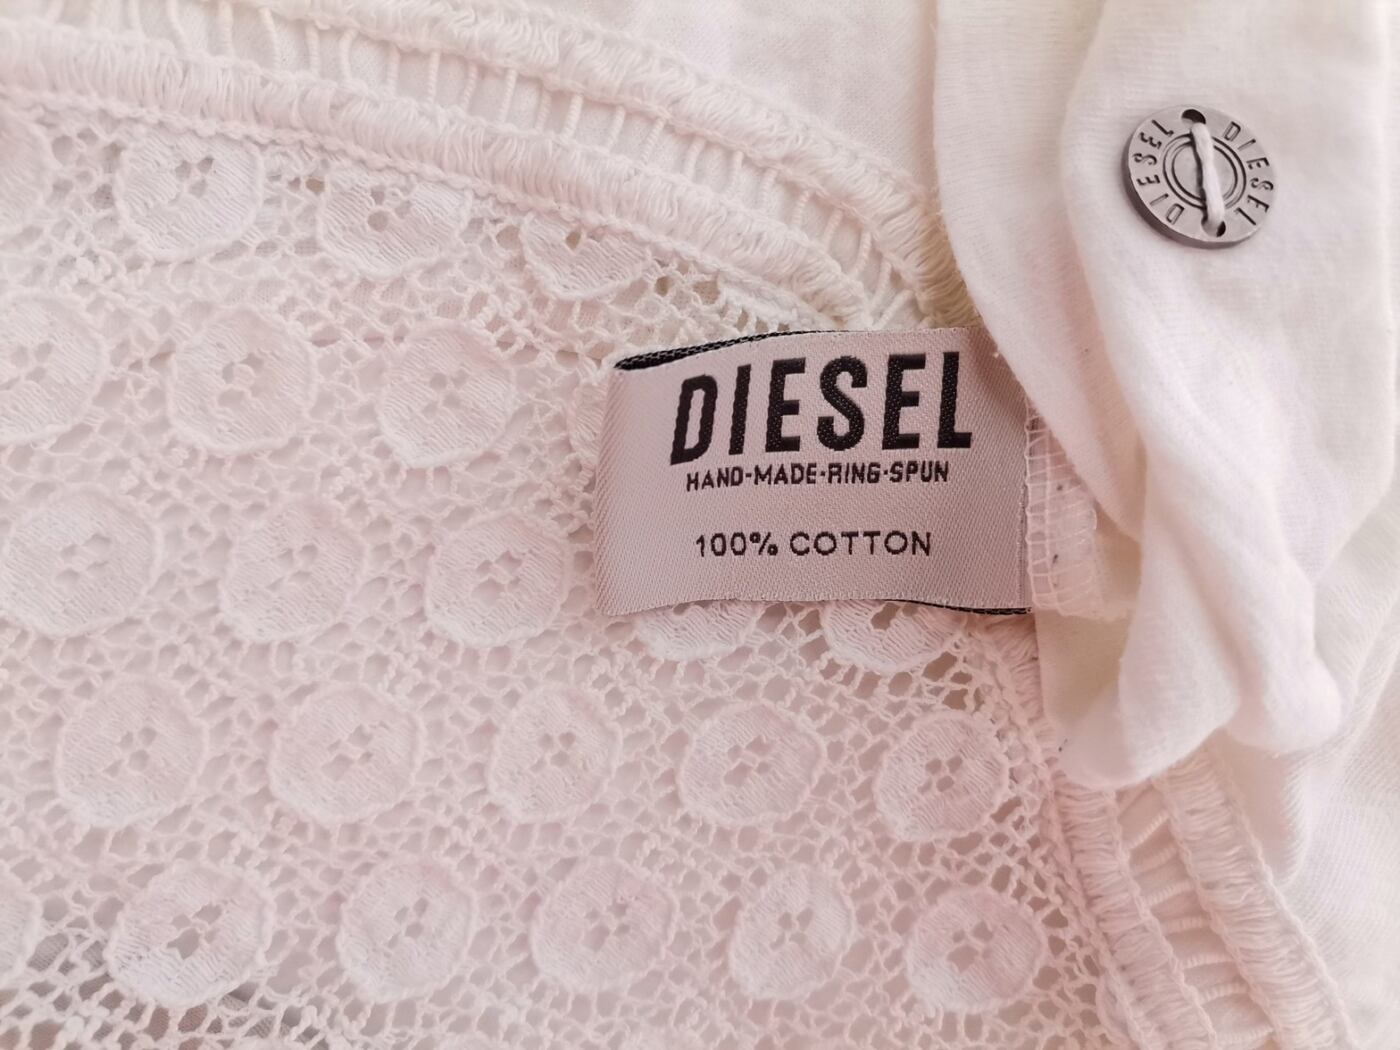 DIESEL DIESEL
DIESEL
HAND-MADE-RING-SPUN
100% COTTON